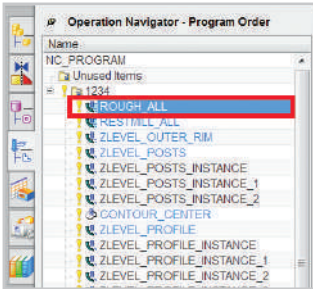 Operation Navigator - Program Order
Name
NC_PROGRAM
Unused Items
1234
ROUGH_ALL
RESTMILL_ALL
ZLEVEL_OUTER_RIM
ZLEVEL_POSTS
ZLEVEL_POSTS_INSTANCE
ZLEVEL_POSTS_INSTANCE_1
ZLEVEL_POSTS_INSTANCE_2
CONTOUR_CENTER
ZLEVEL_PROFILE
ZLEVEL_PROFILE_INSTANCE
ZLEVEL_PROFILE_INSTANCE_1
ZLEVEL_PROFILE_INSTANCE_2